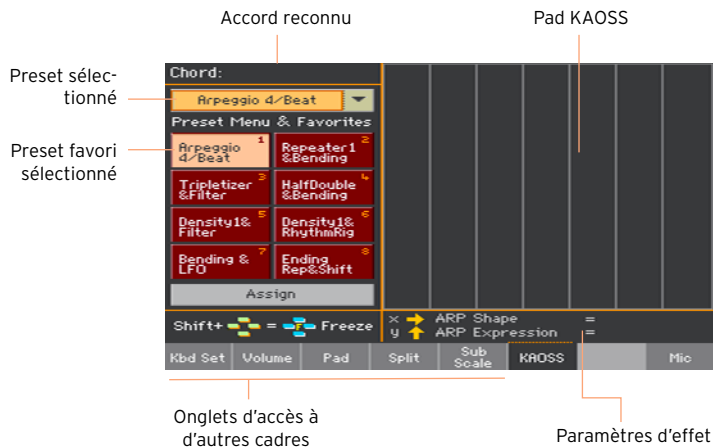 Accord reconnu
Pad KAOSS
Preset sélec-
tionné
Preset favori
sélectionné
Chord:
Arpeggio 4/Beat
Preset Menu & Favorites
Arpeggio 1
4/Beat
Repeater1 2
&Bending
Tripletizer 3
&Filter
HalfDouble 4
&Bending
Density1& 5
Filter
Density1& 6
RhythmRig
Bending & 7
LFO
Ending 8
Rep&Shift
Assign
Shift+ = F Freeze
x ARP Shape =
y ARP Expression =
Kbd Set Volume Pad Split Sub Scale KAOSS Mic
Onglets d'accès à
d'autres cadres
Paramètres d'effet